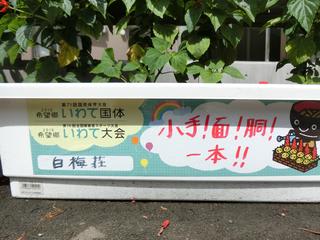 第71回国民体育大会
2016
希望郷いわて国体
第16回全国障害者スポーツ大会
2016
希望郷いわて大会
白梅荘
小手!面!胴!
一本!!